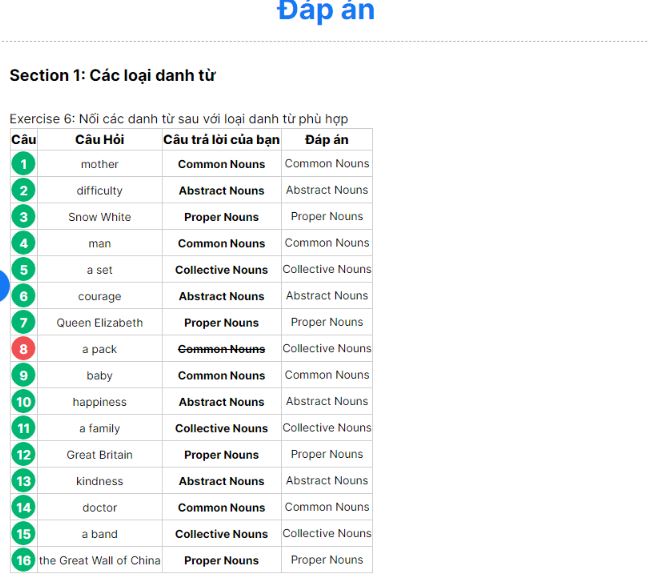 Đáp án
Section 1: Các loại danh từ
Exercise 6: Nối các danh từ sau với loại danh từ phù hợp
Câu Câu Hỏi Câu trả lời của bạn Đáp án
1 mother Common Nouns Common Nouns
2 difficulty Abstract Nouns Abstract Nouns
3 Snow White Proper Nouns Proper Nouns
4 man Common Nouns Common Nouns
5 a set Collective Nouns Collective Nouns
6 courage Abstract Nouns Abstract Nouns
7 Queen Elizabeth Proper Nouns Proper Nouns
8 a pack Common Nouns Collective Nouns
9 baby Common Nouns Common Nouns
10 happiness Abstract Nouns Abstract Nouns
11 a family Collective Nouns Collective Nouns
12 Great Britain Proper Nouns Proper Nouns
13 kindness Abstract Nouns Abstract Nouns
14 doctor Common Nouns Common Nouns
15 a band Collective Nouns Collective Nouns
16 the Great Wall of China Proper Nouns Proper Nouns